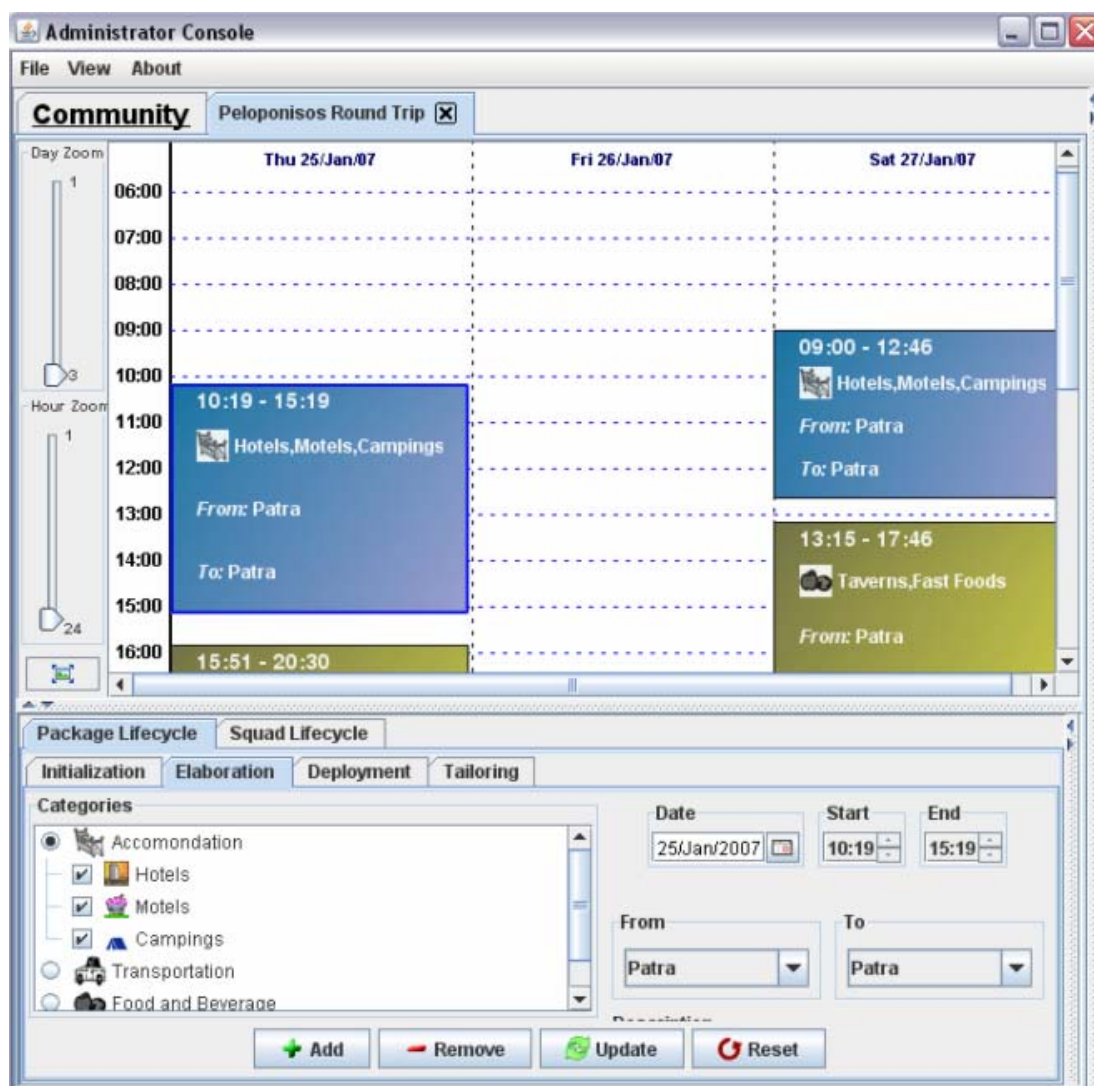 Administrator Console
File View About
Community Peloponisos Round Trip
Day Zoom
Thu 25/Jan/07 Fri 26/Jan/07 Sat 27/Jan/07
1
06:00
07:00
08:00
09:00
09:00 - 12:46
3
10:00
Hotels,Motels,Campings
Hour Zoom
10:19 - 15:19
11:00
From: Patra
1
Hotels,Motels,Campings
12:00
To: Patra
From: Patra
13:00
13:15 - 17:46
14:00
To: Patra
Taverns,Fast Foods
15:00
24
From: Patra
16:00
15:51 - 20:30
Package Lifecycle Squad Lifecycle
Initialization Elaboration Deployment Tailoring
Categories
Date Start End
Accomondation
25/Jan/2007 10:19 15:19
Hotels
Motels
From To
Campings
Patra Patra
Transportation
Food and Beverage
Description
Add Remove Update Reset